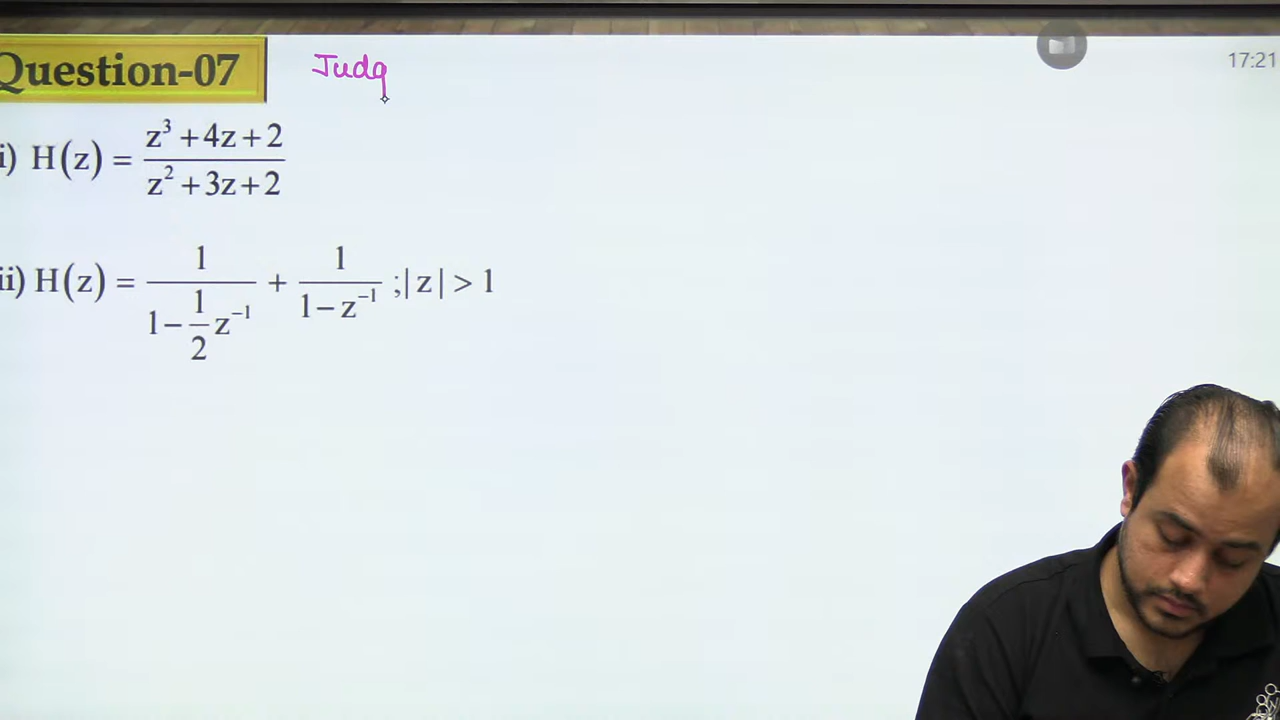 Question-07 Judg
17:21
i) H(z) = (z³+4z+2)/(z²+3z+2)
ii) H(z) = 1/(1-(1/2)z⁻¹) + 1/(1-z⁻¹) ;|z| > 1